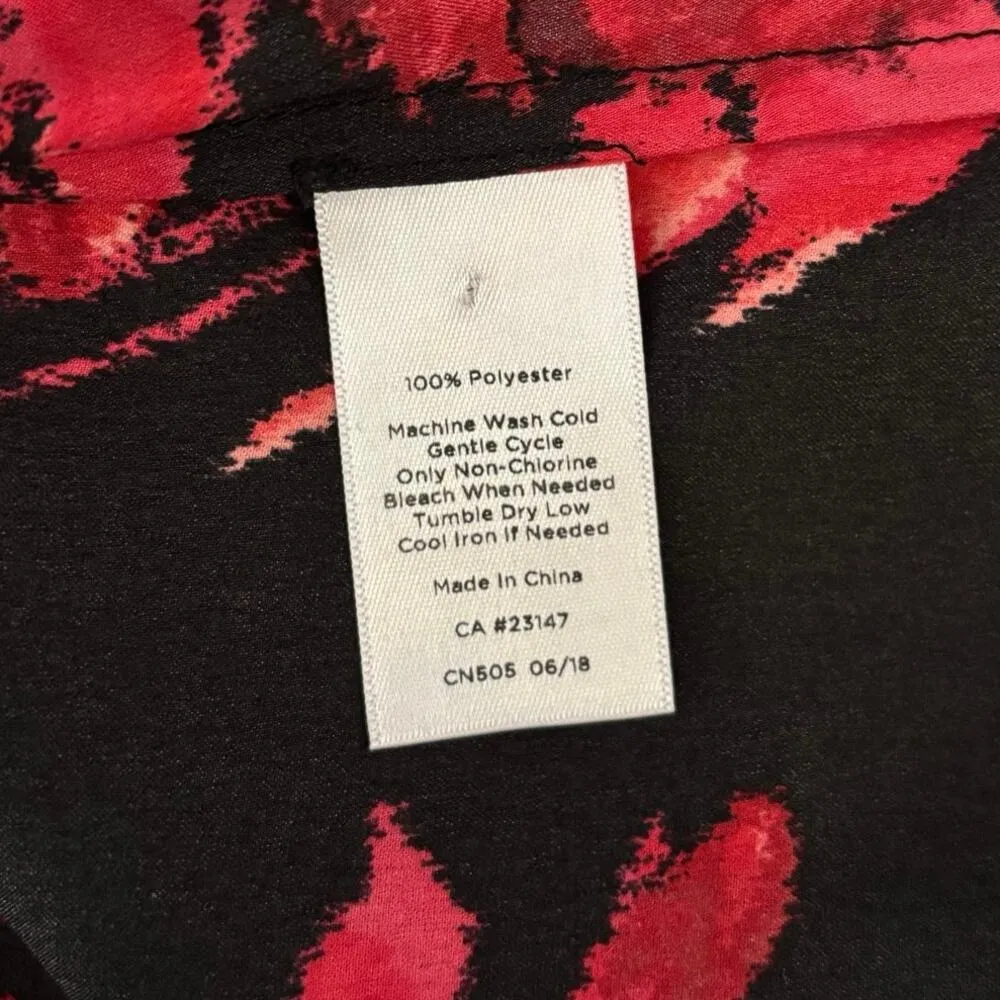 100% Polyester
Machine Wash Cold
Gentle Cycle
Only Non-Chlorine
Bleach When Needed
Tumble Dry Low
Cool Iron If Needed
Made In China
CA #23147
CN505 06/18